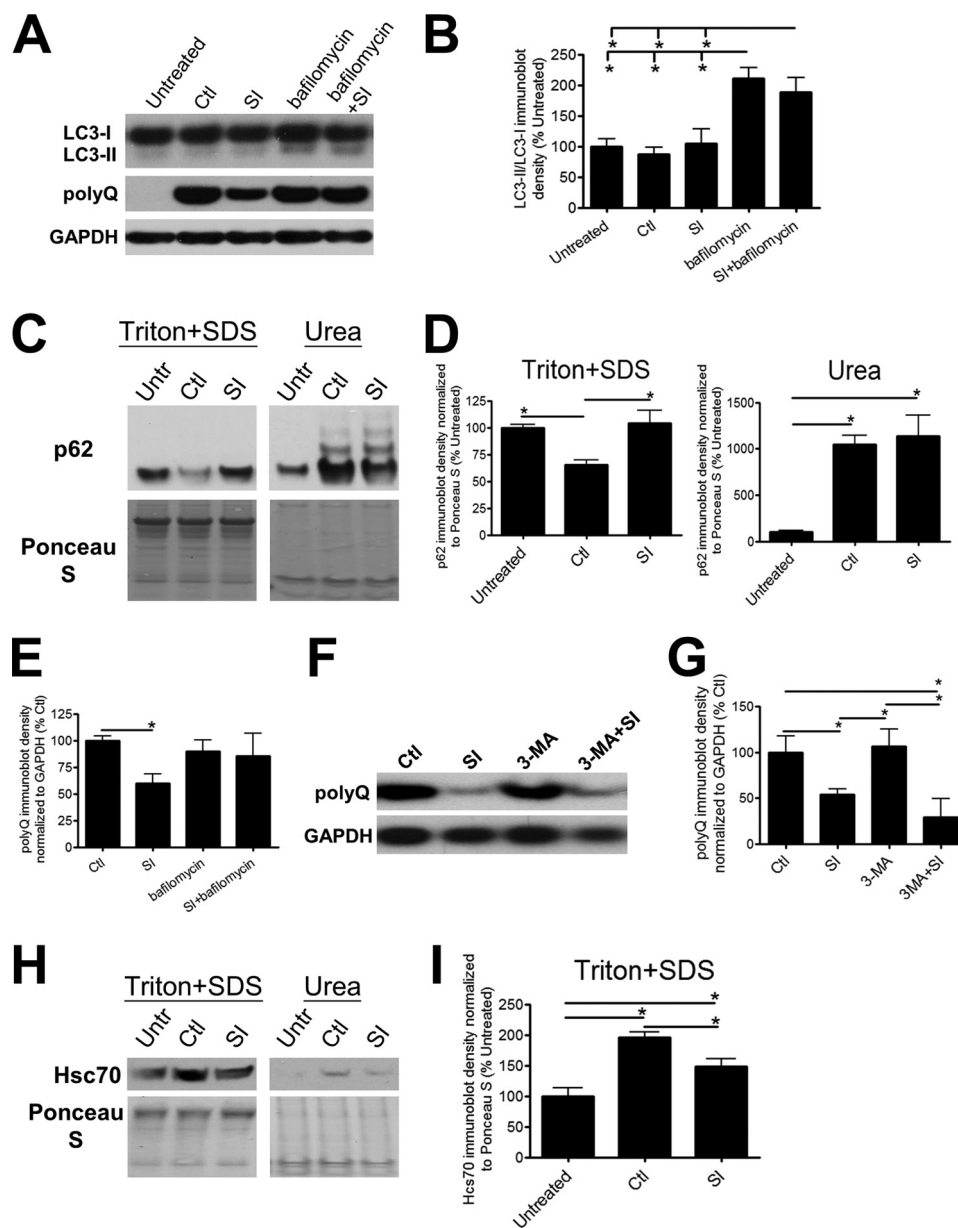 A
Untreated
Ctl
SI
bafilomycin
bafilomycin
+SI
LC3-I
LC3-II
polyQ
GAPDH
B
LC3-II/LC3-I immunoblot
density (% Untreated)
250
200
150
100
50
0
* * *
* * *
Untreated
Ctl
SI
bafilomycin
SI+bafilomycin
C
Triton+SDS
Urea
Untr
Ctl
SI
Untr
Ctl
SI
p62
Ponceau
S
D
Triton+SDS
p62 immunoblot density normalized
to Ponceau S (% Untreated)
125
100
75
50
25
0
*
*
Untreated
Ctl
SI
Urea
p62 immunoblot density normalized
to Ponceau S (% Untreated)
1500
1000
500
0
*
*
Untreated
Ctl
SI
E
polyQ immunoblot density
normalized to GAPDH (% Ctl)
125
100
75
50
25
0
*
Ctl
SI
bafilomycin
SI+bafilomycin
F
Ctl
SI
3-MA
3-MA+SI
polyQ
GAPDH
G
polyQ immunoblot density
normalized to GAPDH (% Ctl)
150
100
50
0
*
*
*
*
Ctl
SI
3-MA
3MA+SI
H
Triton+SDS
Urea
Untr
Ctl
SI
Untr
Ctl
SI
Hsc70
Ponceau
S
I
Triton+SDS
Hcs70 immunoblot density normalized
to Ponceau S (% Untreated)
250
200
150
100
50
0
*
*
*
Untreated
Ctl
SI